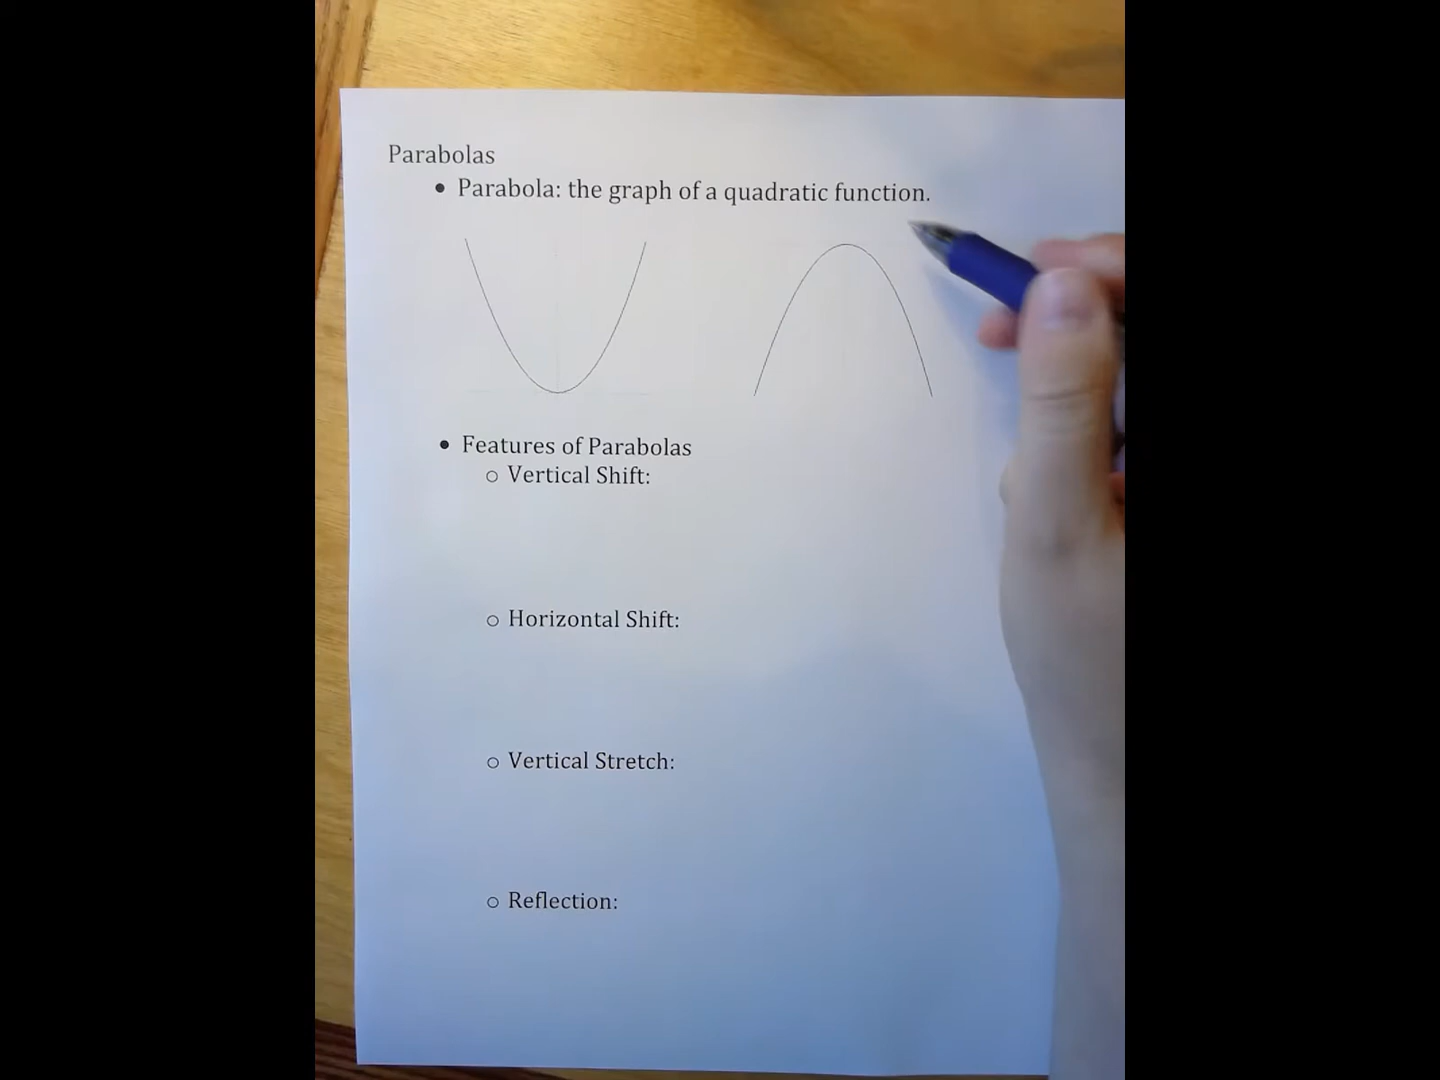 Parabolas
• Parabola: the graph of a quadratic function.
• Features of Parabolas
○ Vertical Shift:
○ Horizontal Shift:
○ Vertical Stretch:
○ Reflection: